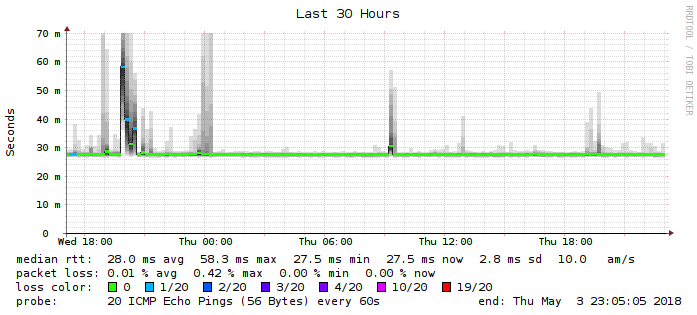 Last 30 Hours
RRDTOOL / TOBI OETIKER
Seconds
70 m
60 m
50 m
40 m
30 m
20 m
10 m
0
Wed 18:00 Thu 00:00 Thu 06:00 Thu 12:00 Thu 18:00
median rtt: 28.0 ms avg 58.3 ms max 27.5 ms min 27.5 ms now 2.8 ms sd 10.0 am/s
packet loss: 0.01 % avg 0.42 % max 0.00 % min 0.00 % now
loss color: 0 1/20 2/20 3/20 4/20 10/20 19/20
probe: 20 ICMP Echo Pings (56 Bytes) every 60s end: Thu May 3 23:05:05 2018